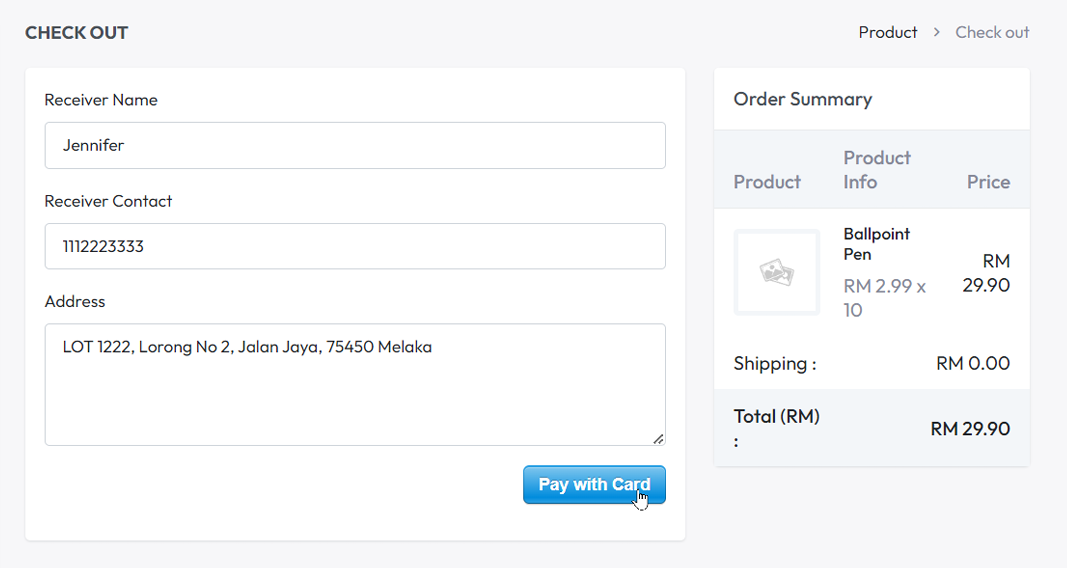 CHECK OUT
Product > Check out
Receiver Name
Jennifer
Receiver Contact
1112223333
Address
LOT 1222, Lorong No 2, Jalan Jaya, 75450 Melaka
Pay with Card
Order Summary
Product
Product
Info
Price
Ballpoint
Pen
RM 2.99 x
10
RM
29.90
Shipping :
RM 0.00
Total (RM)
:
RM 29.90